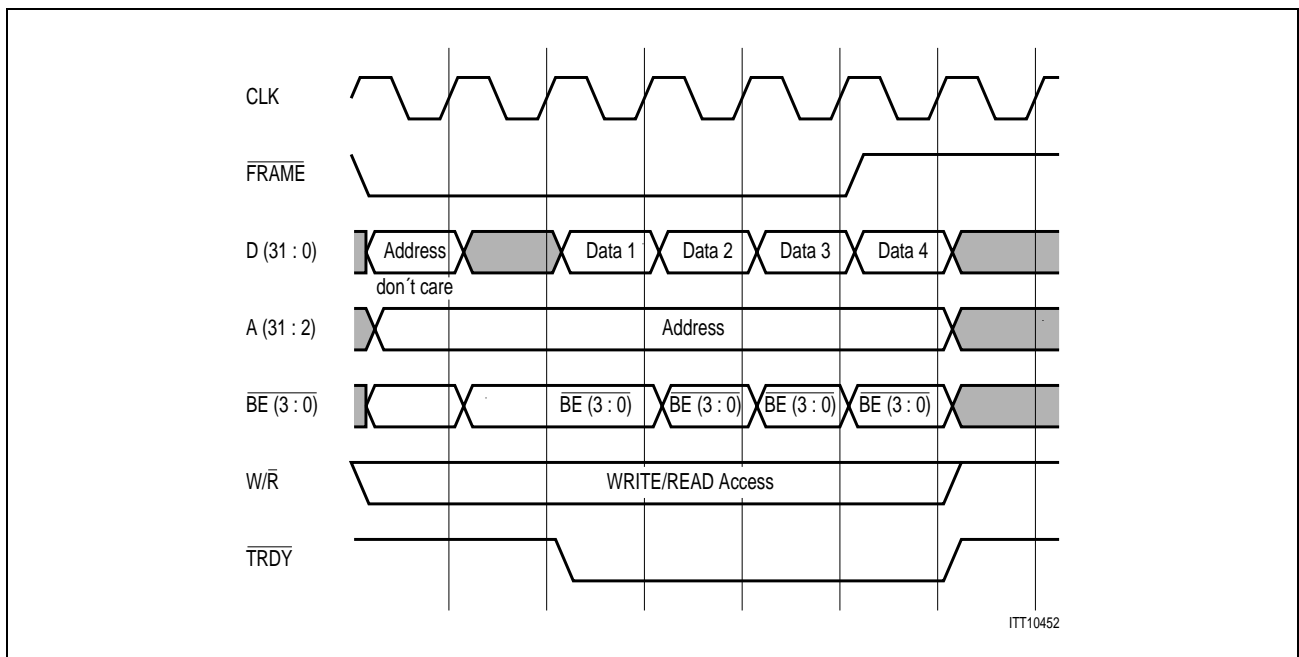 CLK
FRAME
D (31 : 0) Address Data 1 Data 2 Data 3 Data 4
don´t care
A (31 : 2) Address
BE (3 : 0) BE (3 : 0) BE (3 : 0) BE (3 : 0) BE (3 : 0)
W/R̅ WRITE/READ Access
TRDY
ITT10452